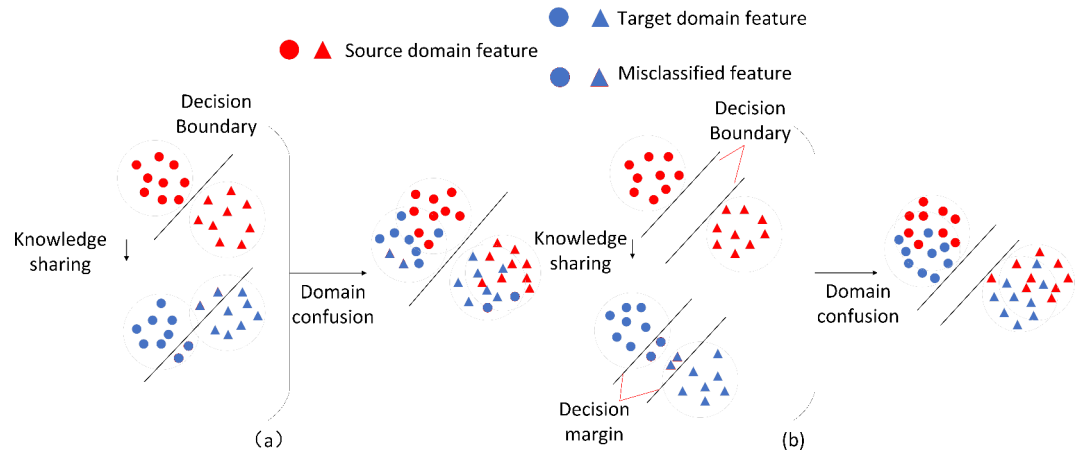 Target domain feature
Source domain feature
Misclassified feature
Decision
Boundary
Knowledge
sharing
Domain
confusion
(a)
Decision
Boundary
Knowledge
sharing
Domain
confusion
Decision
margin
(b)